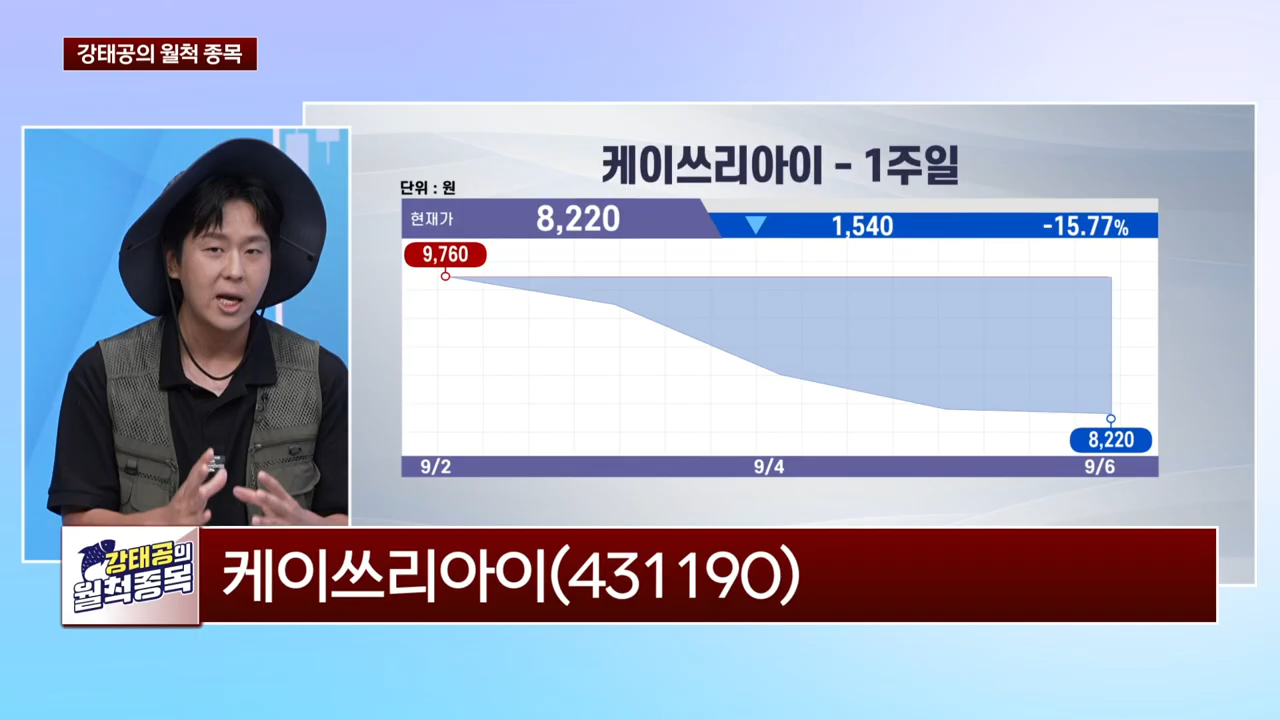 강태공의 월척 종목
케이쓰리아이 - 1주일
단위 : 원
현재가 8,220 ▼ 1,540 -15.77%
9,760
8,220
9/2 9/4 9/6
강태공의
월척종목
케이쓰리아이(431190)